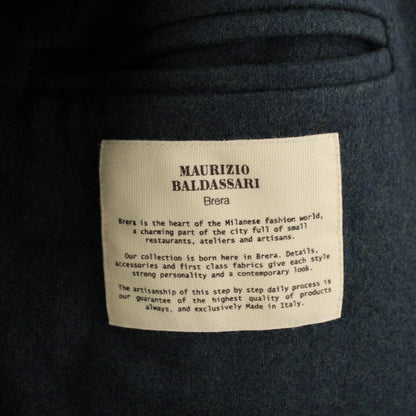 MAURIZIO
BALDASSARI
Brera
Brera is the heart of the Milanese fashion world,
a charming part of the city full of small
restaurants, ateliers and artisans.
Our collection is born here in Brera. Details,
accessories and first class fabrics give each style
strong personality and a contemporary look.
The artisanship of this step by step daily process is
our guarantee of the highest quality of products
always, and exclusively Made in Italy.